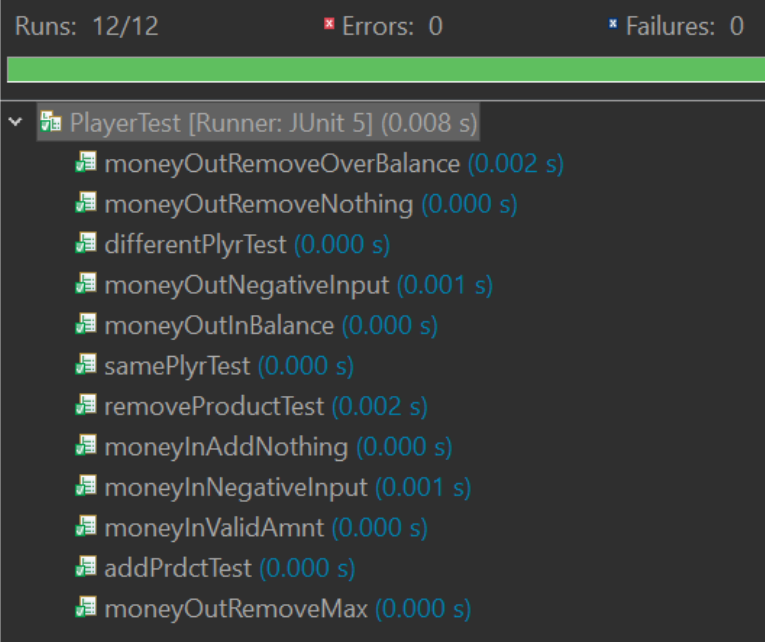 Runs: 12/12 Errors: 0 Failures: 0
PlayerTest [Runner: JUnit 5] (0.008 s)
moneyOutRemoveOverBalance (0.002 s)
moneyOutRemoveNothing (0.000 s)
differentPlyrTest (0.000 s)
moneyOutNegativeInput (0.001 s)
moneyOutInBalance (0.000 s)
samePlyrTest (0.000 s)
removeProductTest (0.002 s)
moneyInAddNothing (0.000 s)
moneyInNegativeInput (0.001 s)
moneyInValidAmnt (0.000 s)
addPrdctTest (0.000 s)
moneyOutRemoveMax (0.000 s)